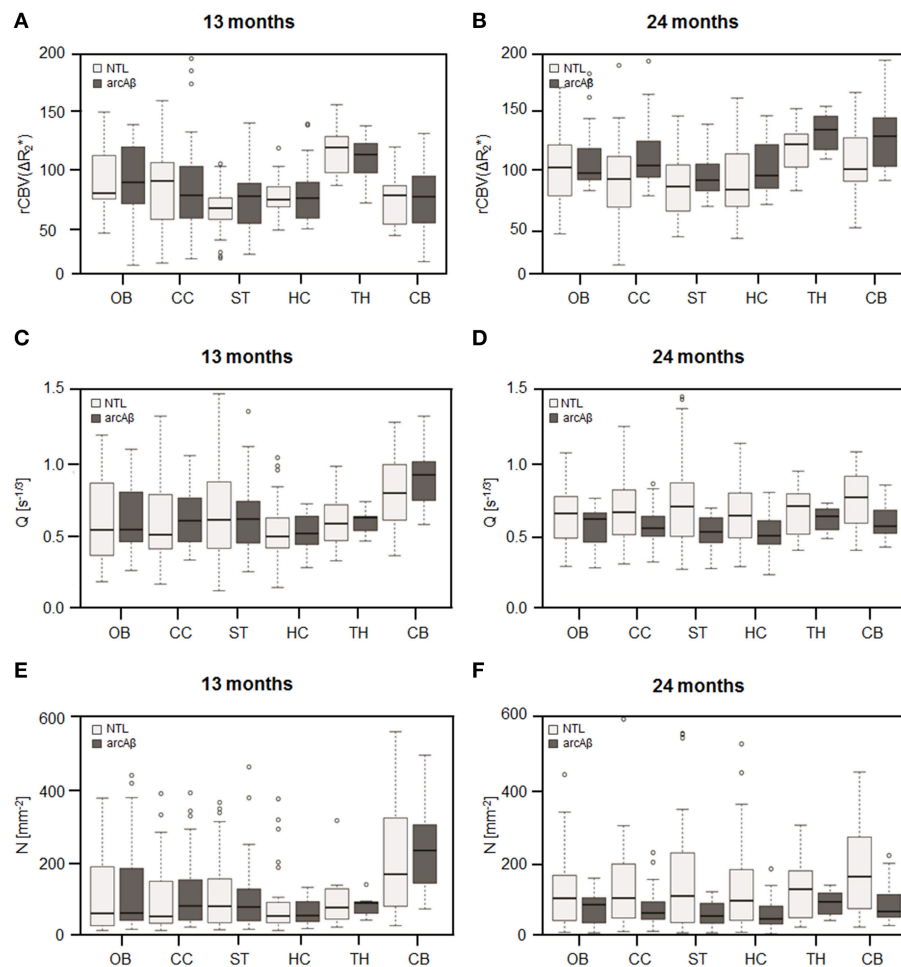 A
13 months
rCBV(ΔR₂*)
200
150
100
50
0
NTL
arcAβ
OB CC ST HC TH CB
B
24 months
rCBV(ΔR₂*)
200
150
100
50
0
NTL
arcAβ
OB CC ST HC TH CB
C
13 months
Q [s⁻¹ᐟ³]
1.5
1.0
0.5
0.0
NTL
arcAβ
OB CC ST HC TH CB
D
24 months
Q [s⁻¹ᐟ³]
1.5
1.0
0.5
0.0
NTL
arcAβ
OB CC ST HC TH CB
E
13 months
N [mm⁻²]
600
400
200
0
NTL
arcAβ
OB CC ST HC TH CB
F
24 months
N [mm⁻²]
600
400
200
0
NTL
arcAβ
OB CC ST HC TH CB